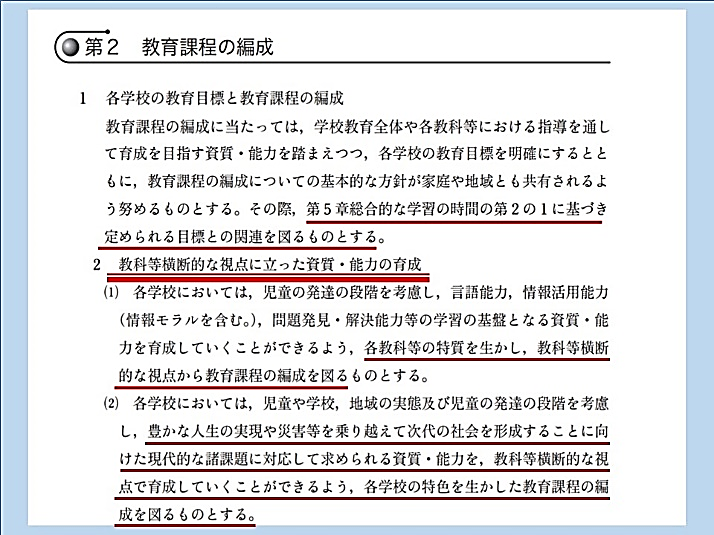 第２　教育課程の編成
1　各学校の教育目標と教育課程の編成
教育課程の編成に当たっては，学校教育全体や各教科等における指導を通し
て育成を目指す資質・能力を踏まえつつ，各学校の教育目標を明確にするとと
もに，教育課程の編成についての基本的な方針が家庭や地域とも共有されるよ
う努めるものとする。その際，第５章総合的な学習の時間の第２の１に基づき
定められる目標との関連を図るものとする。
2　教科等横断的な視点に立った資質・能力の育成
⑴　各学校においては，児童の発達の段階を考慮し，言語能力，情報活用能力
（情報モラルを含む。），問題発見・解決能力等の学習の基盤となる資質・能
力を育成していくことができるよう，各教科等の特質を生かし，教科等横断
的な視点から教育課程の編成を図るものとする。
⑵　各学校においては，児童や学校，地域の実態及び児童の発達の段階を考慮
し，豊かな人生の実現や災害等を乗り越えて次代の社会を形成することに向
けた現代的な諸課題に対応して求められる資質・能力を，教科等横断的な視
点で育成していくことができるよう，各学校の特色を生かした教育課程の編
成を図るものとする。